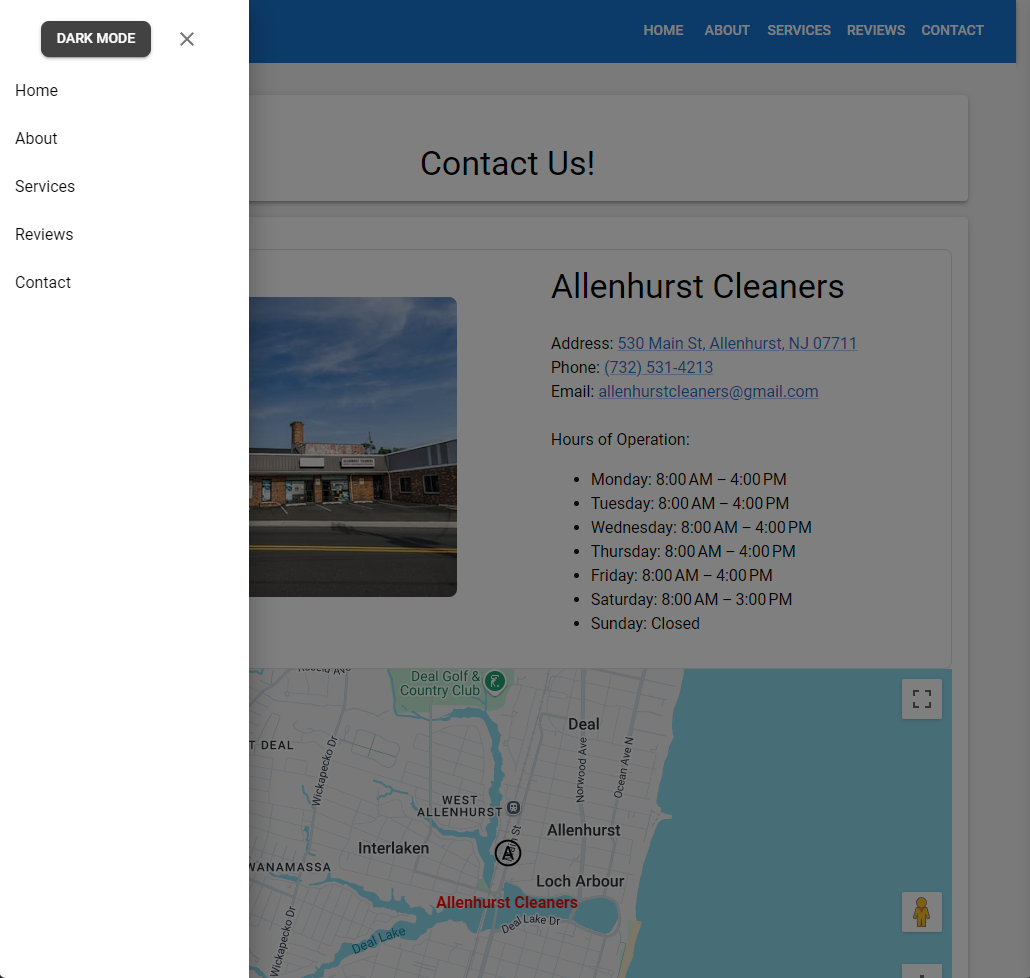 DARK MODE
HOME ABOUT SERVICES REVIEWS CONTACT
Home
About
Services
Reviews
Contact
Contact Us!
Allenhurst Cleaners
Address: 530 Main St, Allenhurst, NJ 07711
Phone: (732) 531-4213
Email: allenhurstcleaners@gmail.com
Hours of Operation:
• Monday: 8:00 AM – 4:00 PM
• Tuesday: 8:00 AM – 4:00 PM
• Wednesday: 8:00 AM – 4:00 PM
• Thursday: 8:00 AM – 4:00 PM
• Friday: 8:00 AM – 4:00 PM
• Saturday: 8:00 AM – 3:00 PM
• Sunday: Closed
Deal Golf &
Country Club
Deal
T DEAL
Wickapecko Dr
Norwood Ave
Ocean Ave N
WEST
ALLENHURST
Allenhurst
Interlaken
A
WANAMASSA
Loch Arbour
Allenhurst Cleaners
Deal Lake Dr
Deal Lake
Wickapecko Dr